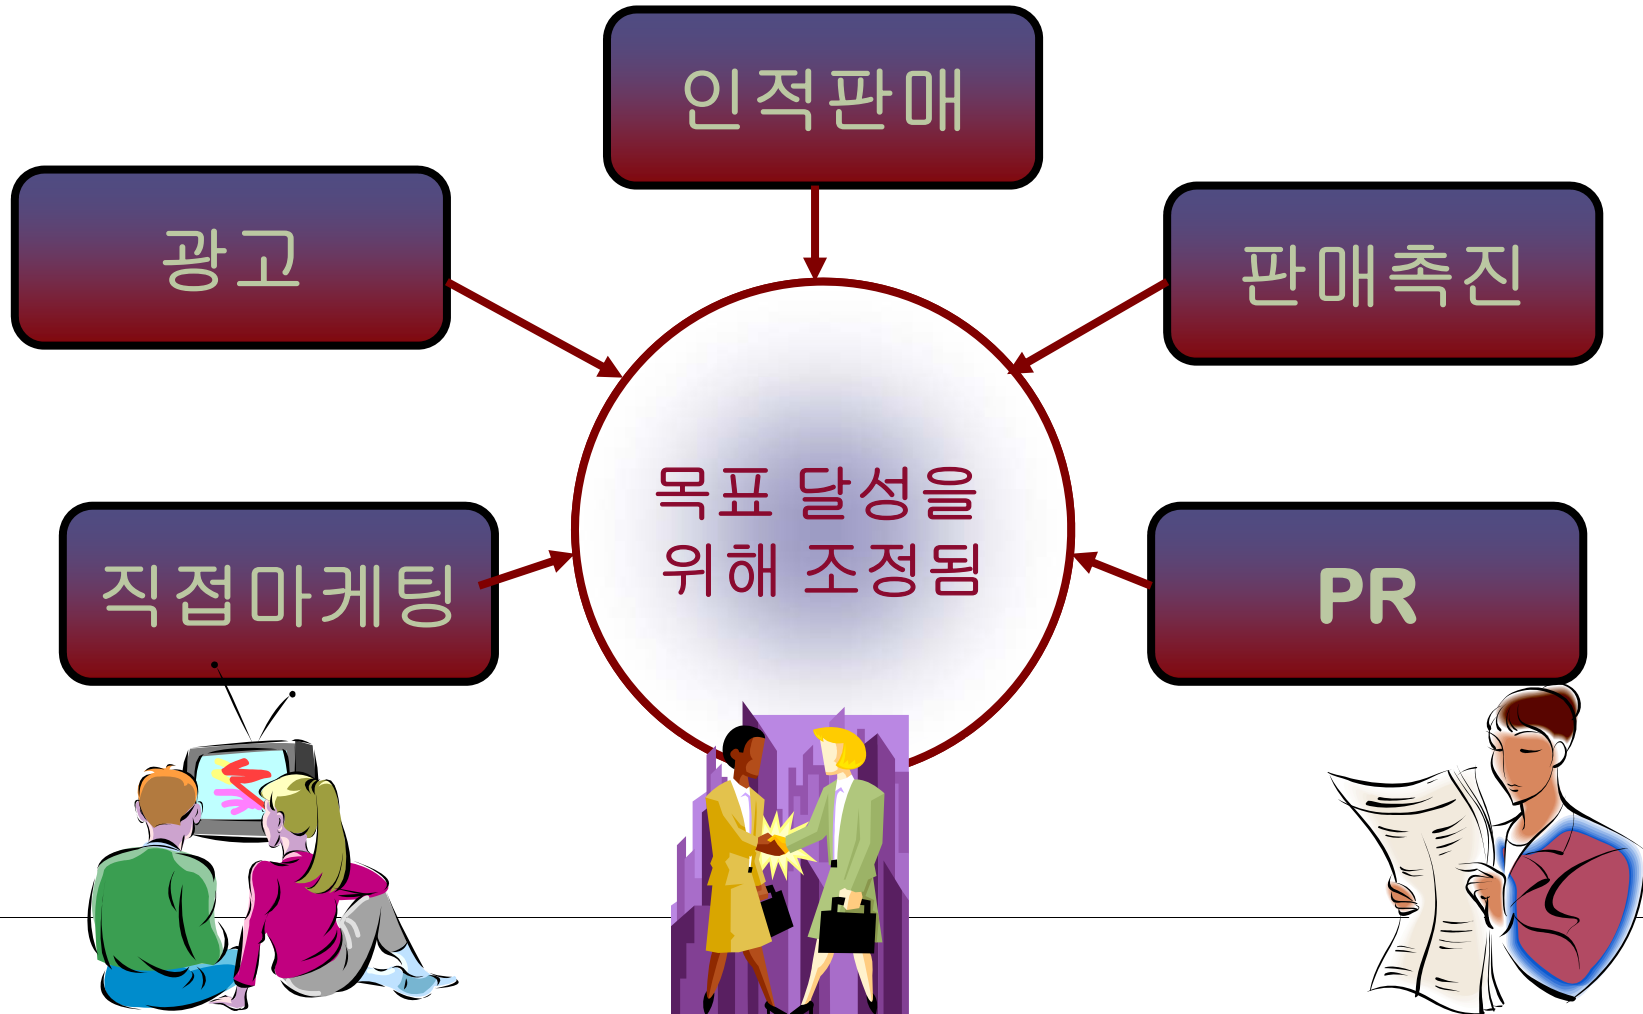 인적판매
광고
판매촉진
목표 달성을
위해 조정됨
직접마케팅
PR